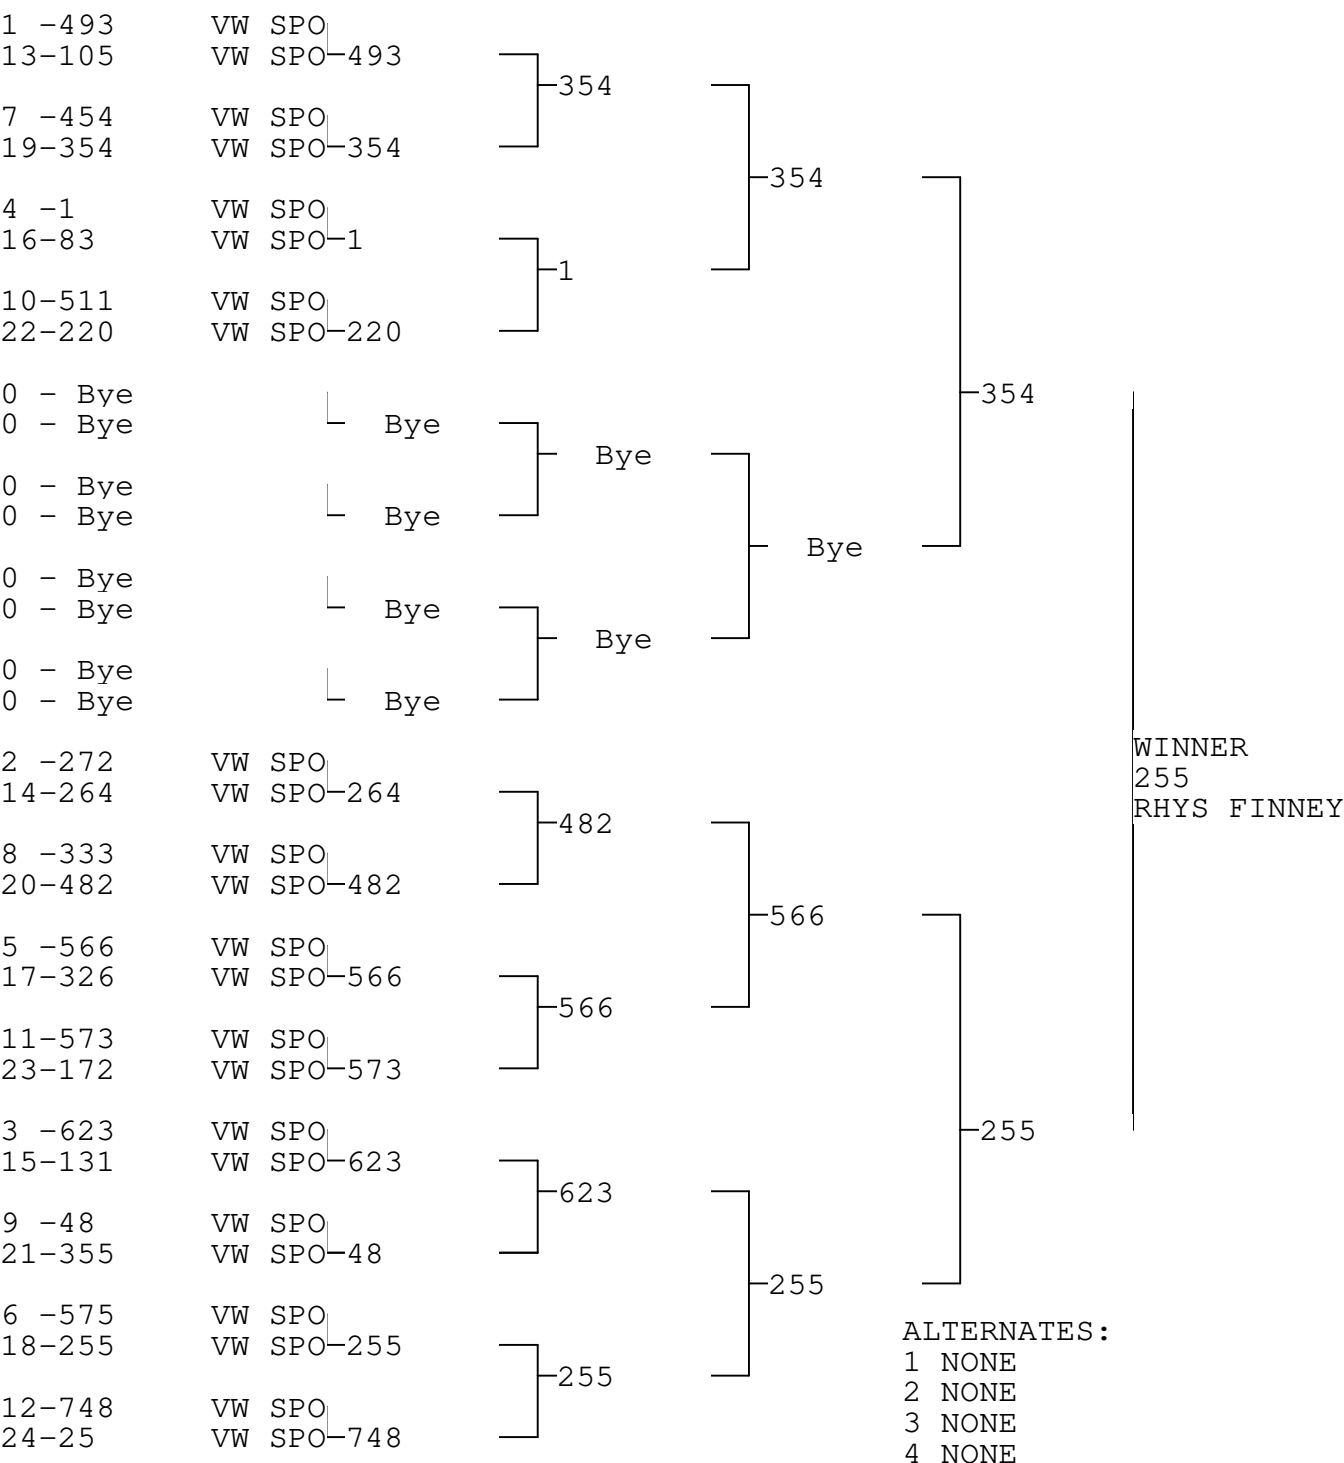 1 -493 VW SPO
13-105 VW SPO 493
354
7 -454 VW SPO
19-354 VW SPO 354
354
4 -1 VW SPO
16-83 VW SPO 1
1
10-511 VW SPO
22-220 VW SPO 220
0 - Bye 354
0 - Bye Bye
Bye
0 - Bye
0 - Bye Bye
Bye
0 - Bye
0 - Bye Bye
Bye
0 - Bye
0 - Bye Bye
WINNER
2 -272 VW SPO
255
14-264 VW SPO 264
RHYS FINNEY
482
8 -333 VW SPO
20-482 VW SPO 482
566
5 -566 VW SPO
17-326 VW SPO 566
566
11-573 VW SPO
23-172 VW SPO 573
3 -623 VW SPO 255
15-131 VW SPO 623
623
9 -48 VW SPO
21-355 VW SPO 48
255
6 -575 VW SPO
ALTERNATES:
18-255 VW SPO 255
1 NONE
255
2 NONE
12-748 VW SPO
3 NONE
24-25 VW SPO 748
4 NONE